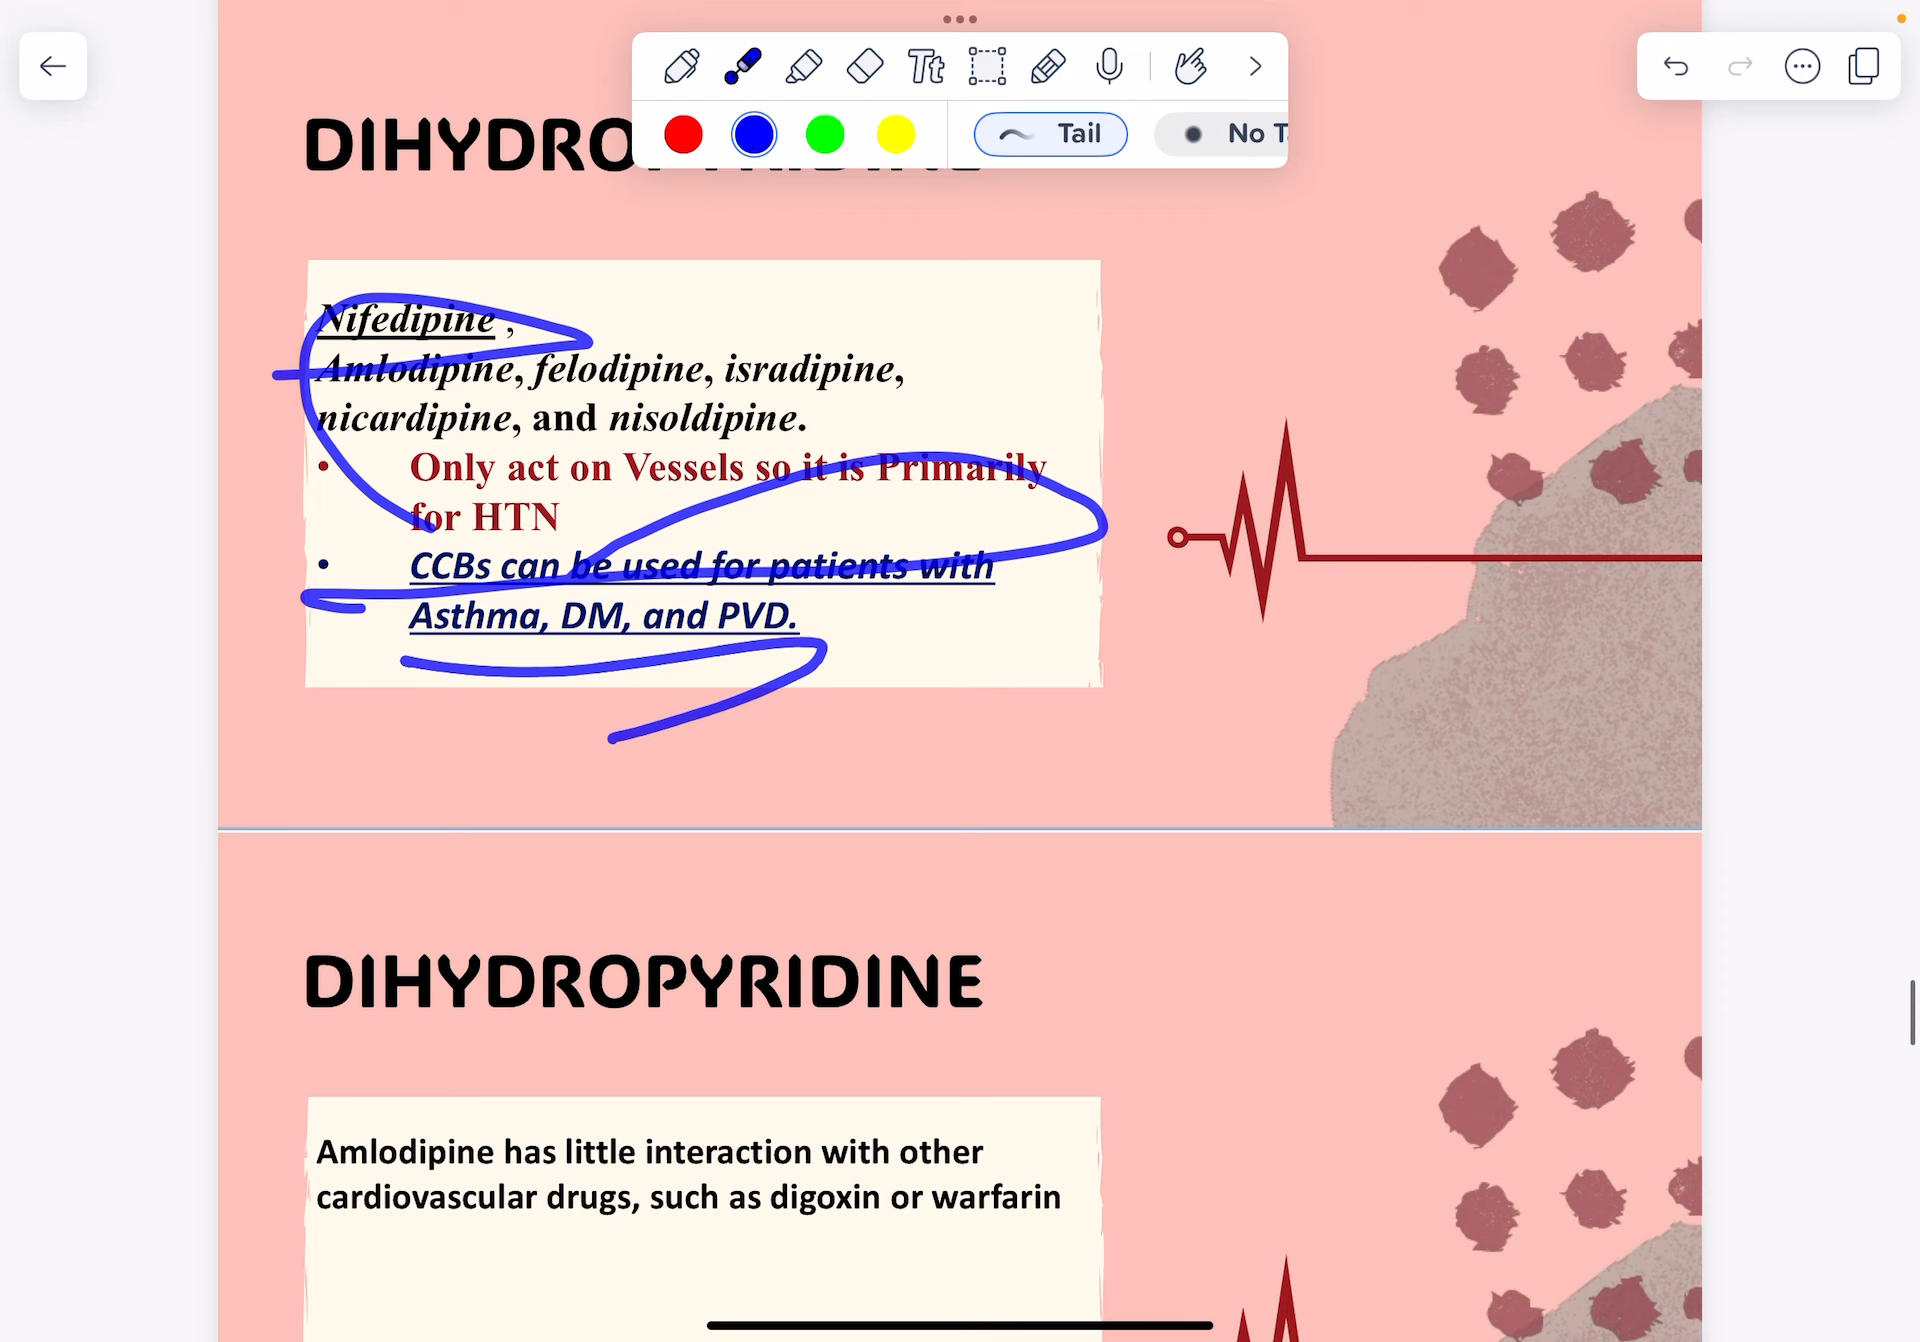 Tail
No T
DIHYDRO
Nifedipine ,
Amlodipine, felodipine, isradipine,
nicardipine, and nisoldipine.
• Only act on Vessels so it is Primarily
for HTN
• CCBs can be used for patients with
Asthma, DM, and PVD.
DIHYDROPYRIDINE
Amlodipine has little interaction with other
cardiovascular drugs, such as digoxin or warfarin